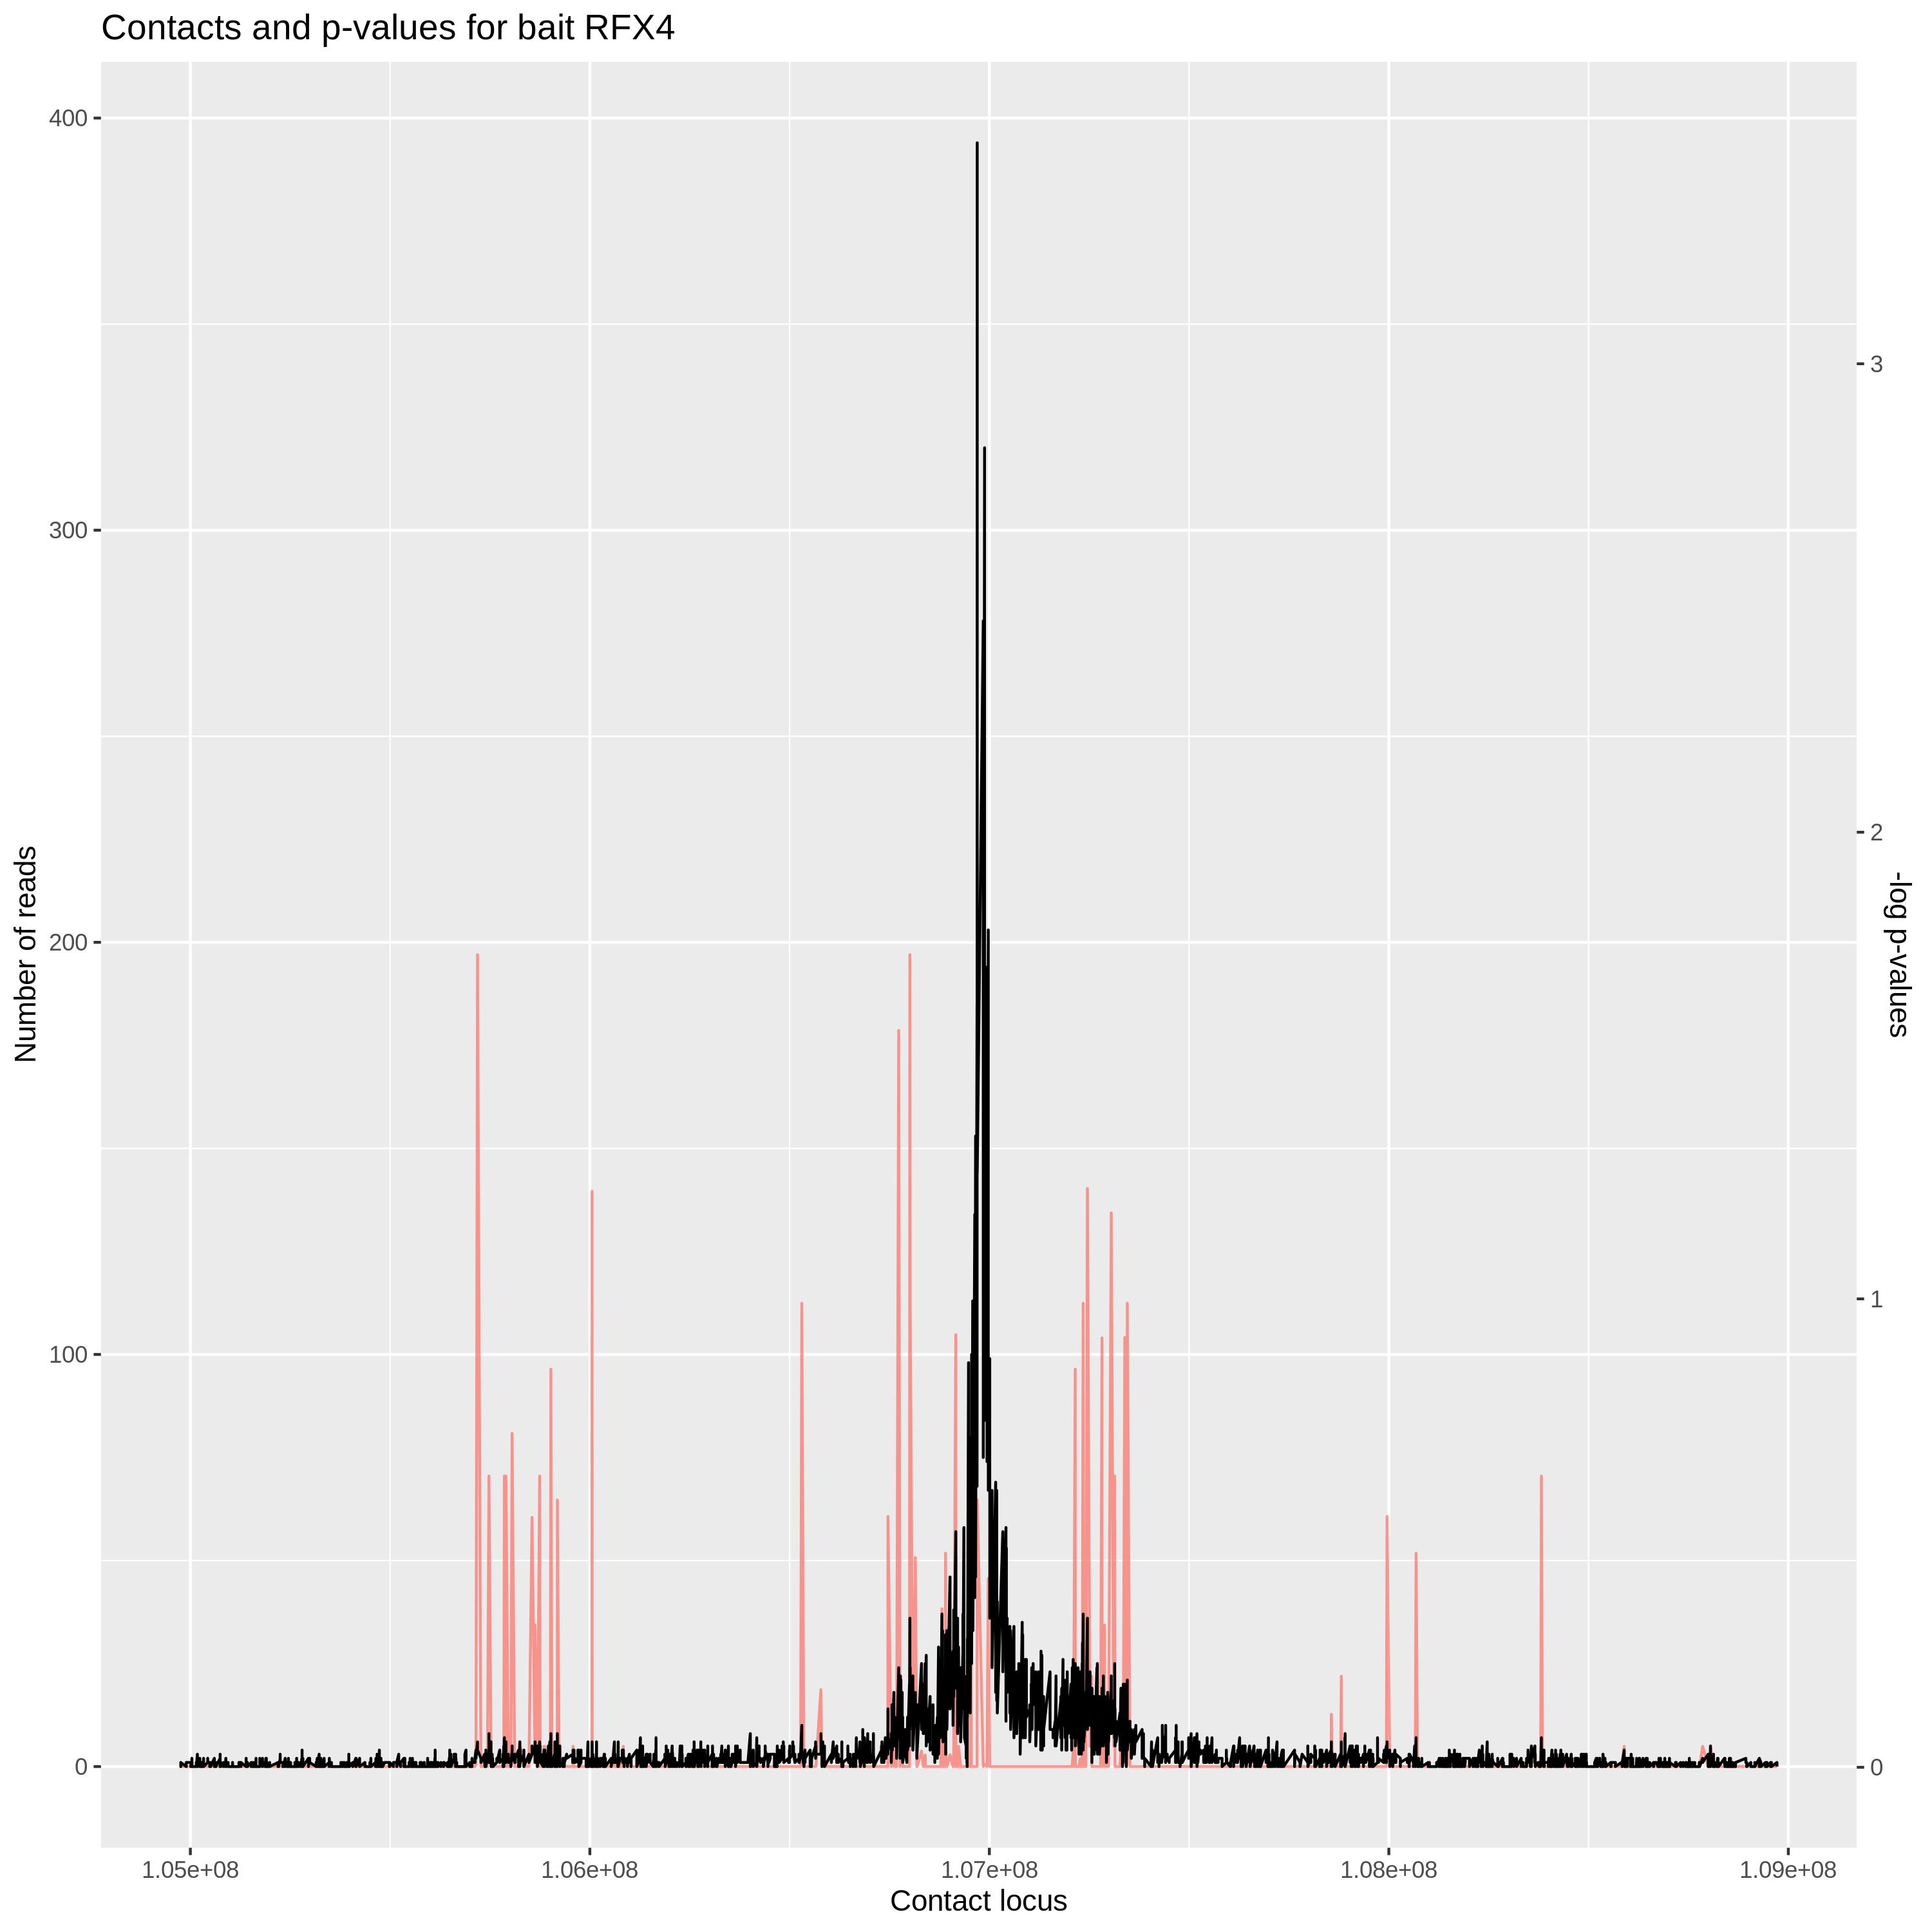 Contacts and p-values for bait RFX4
400
300
200
100
0
Number of reads
3
2
1
0
-log p-values
1.05e+08 1.06e+08 1.07e+08 1.08e+08 1.09e+08
Contact locus